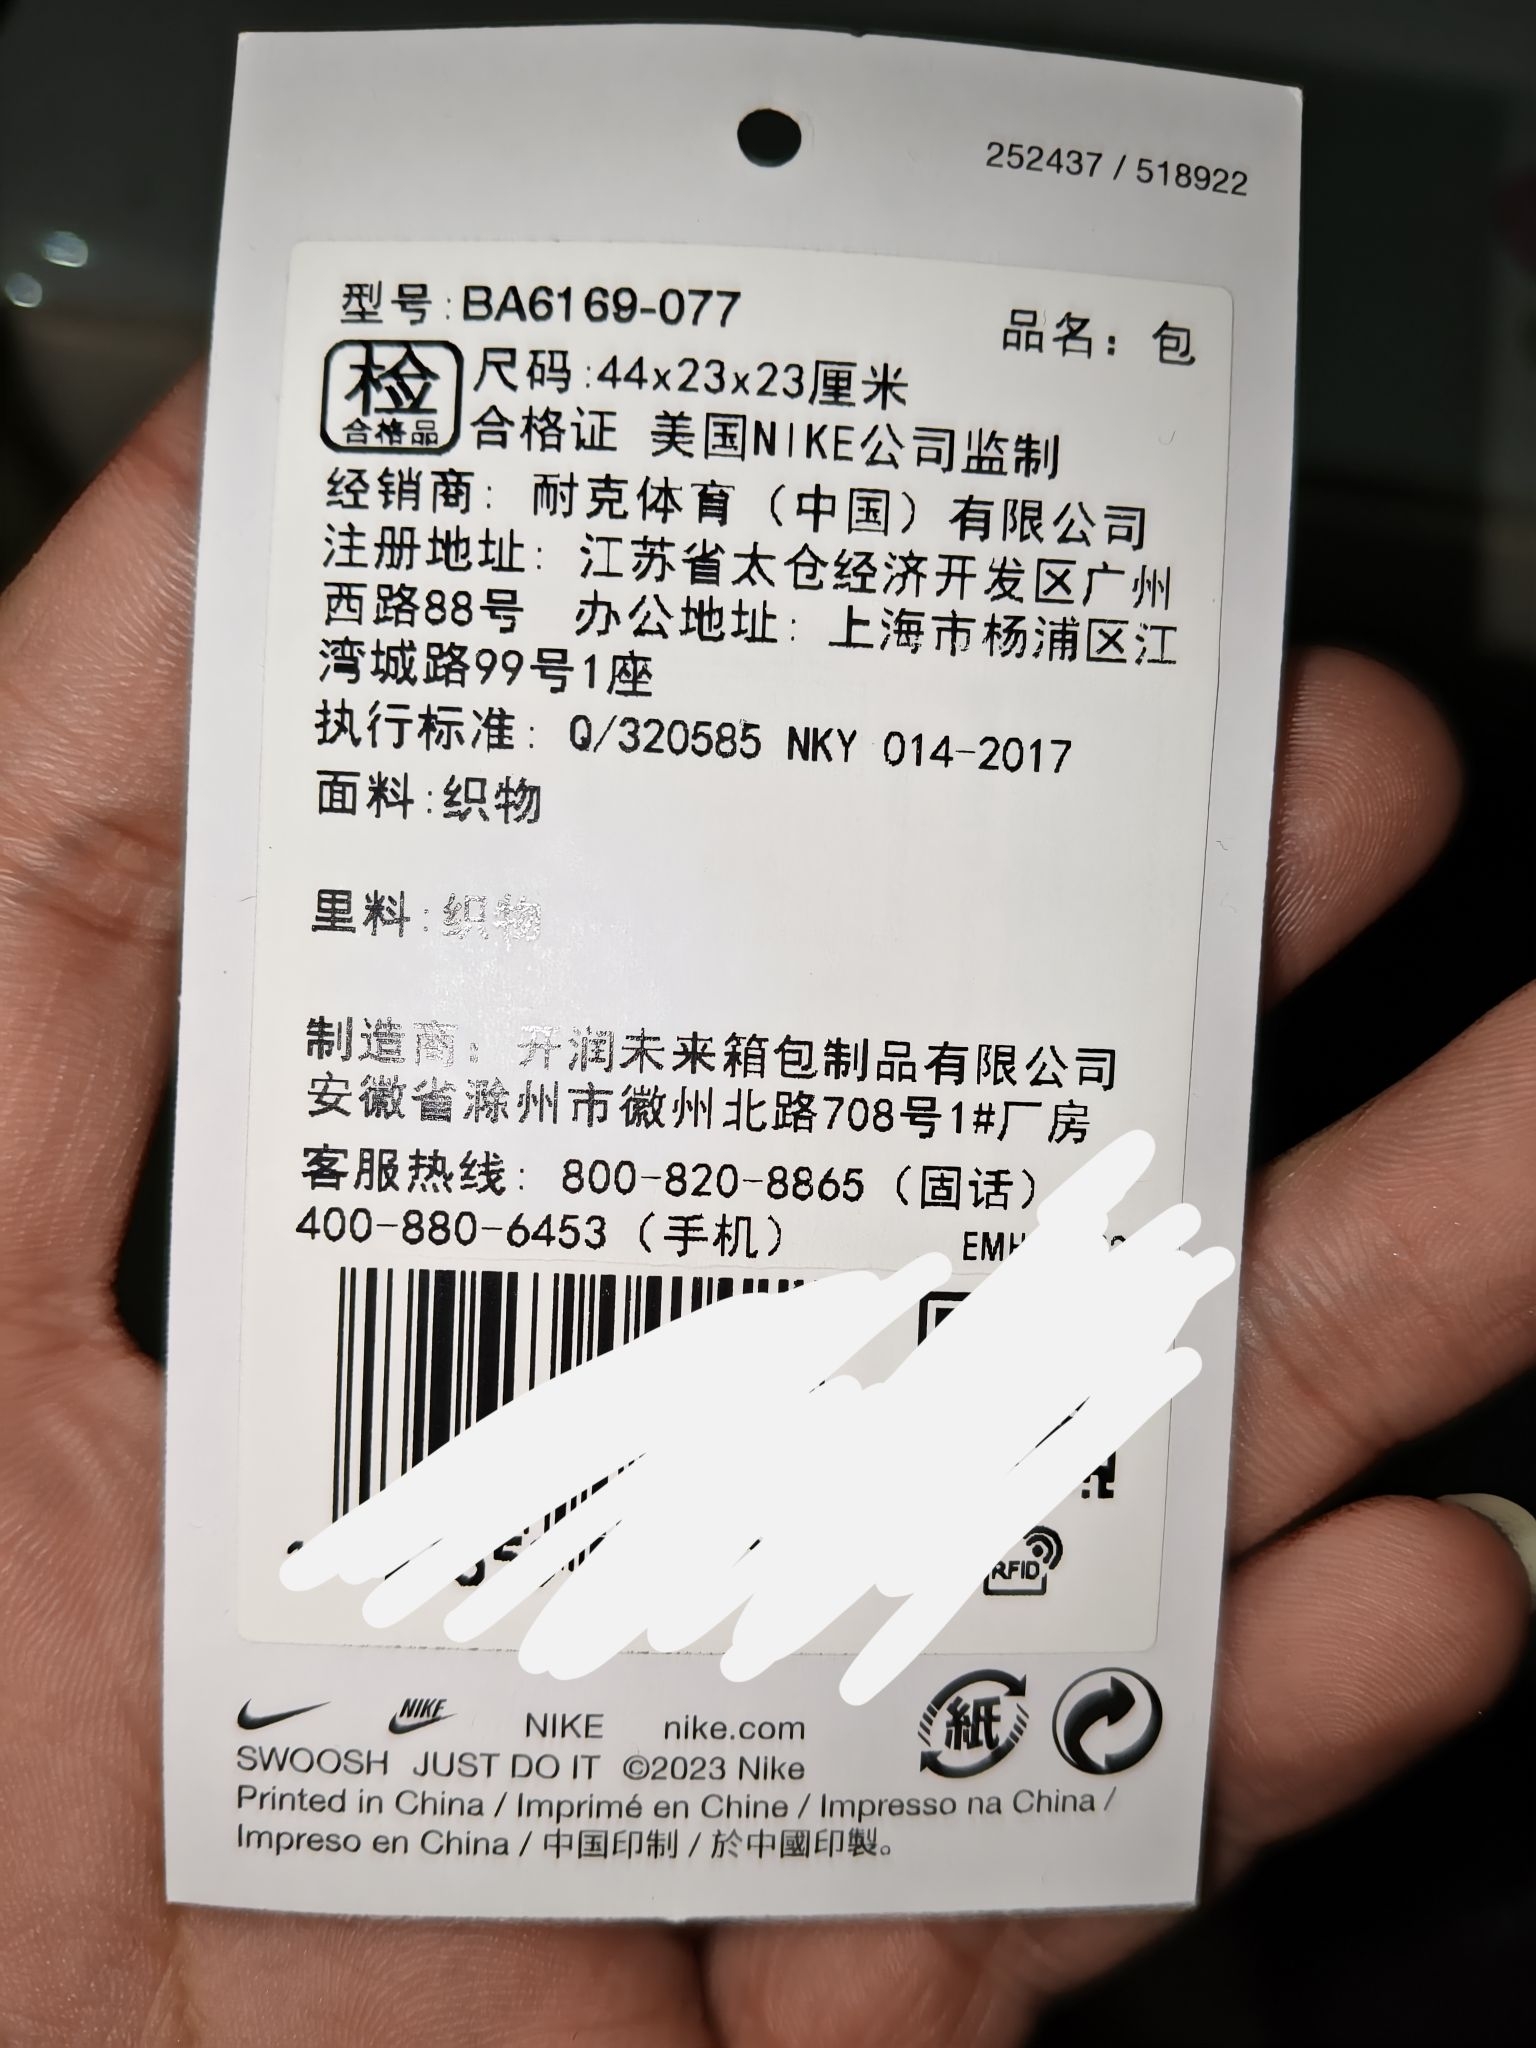 252437 / 518922
型号:BA6169-077
品名：包
检
合格品
尺码:44x23x23厘米
合格证 美国NIKE公司监制
经销商：耐克体育（中国）有限公司
注册地址：江苏省太仓经济开发区广州
西路88号 办公地址：上海市杨浦区江
湾城路99号1座
执行标准：Q/320585 NKY 014-2017
面料:织物
里料:织物
制造商：开润未来箱包制品有限公司
安徽省滁州市徽州北路708号1#厂房
客服热线：800-820-8865（固话）
400-880-6453（手机）
RFID
NIKE NIKE nike.com
紙
SWOOSH JUST DO IT ©2023 Nike
Printed in China / Imprimé en Chine / Impresso na China /
Impreso en China / 中国印制 / 於中國印製。